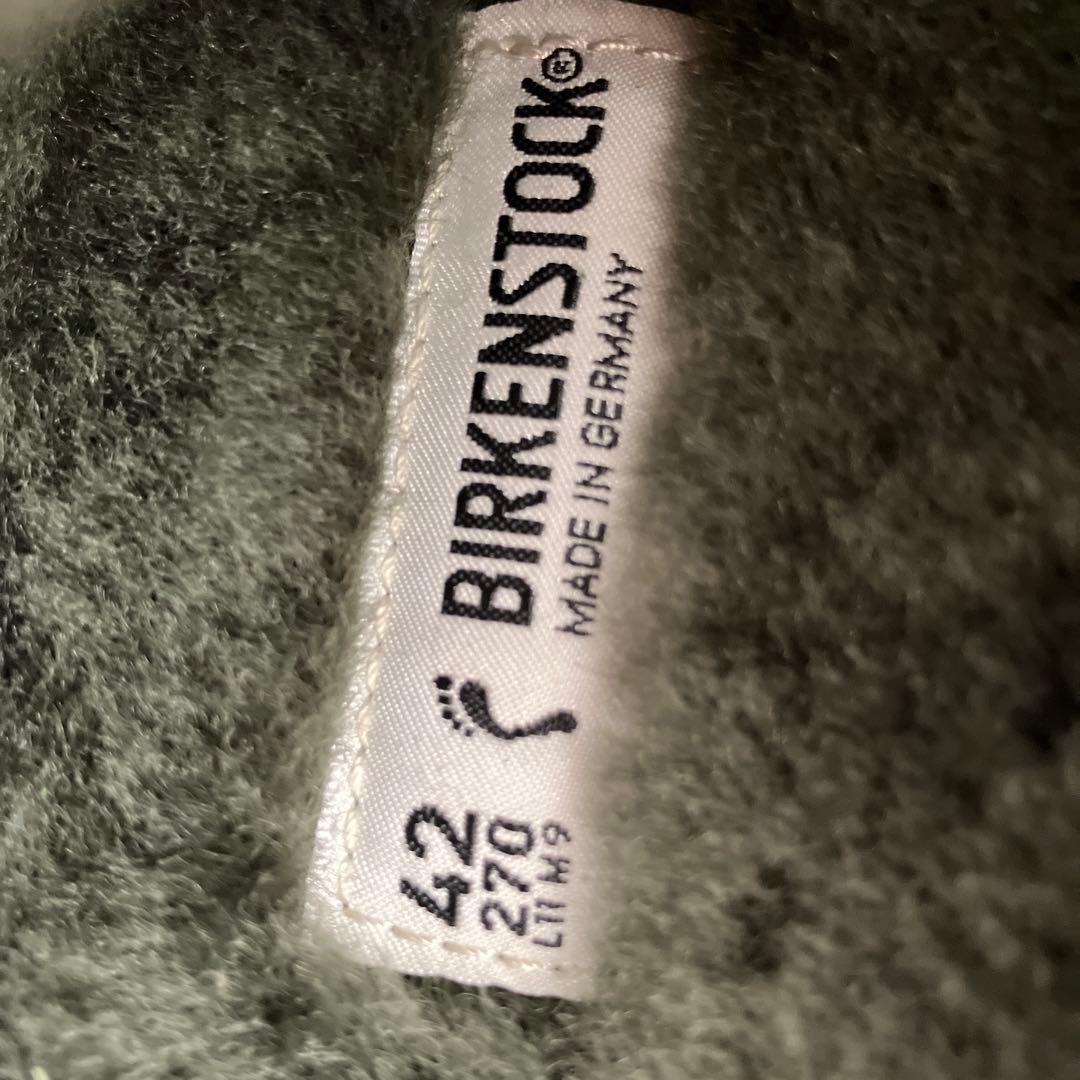 BIRKENSTOCK®
MADE IN GERMANY
42
270
L11 M9